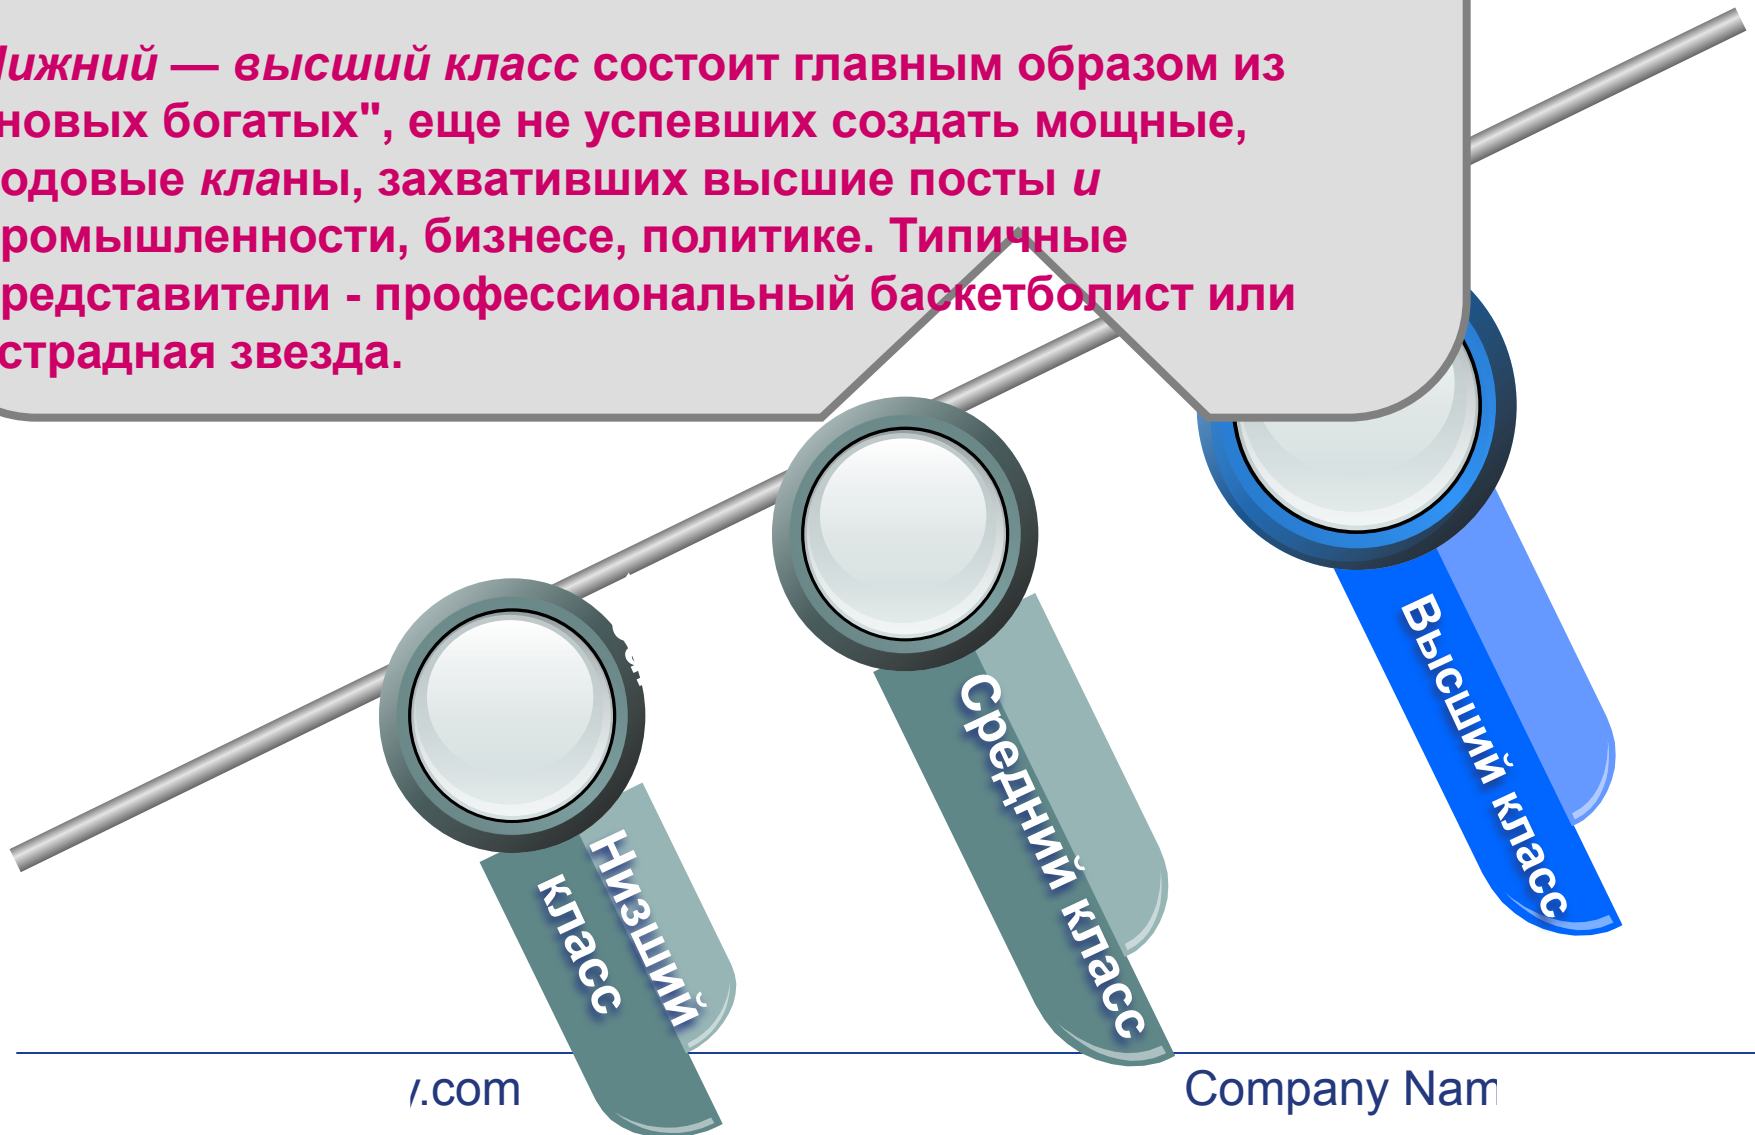 Нижний — высший класс состоит главным образом из
новых богатых", еще не успевших создать мощные,
одовые кланы, захвативших высшие посты и
ромышленности, бизнесе, политике. Типичные
редставители - профессиональный баскетболист или
страдная звезда.
Низший
класс
Средний класс
Высший класс
y.com
Company Nam